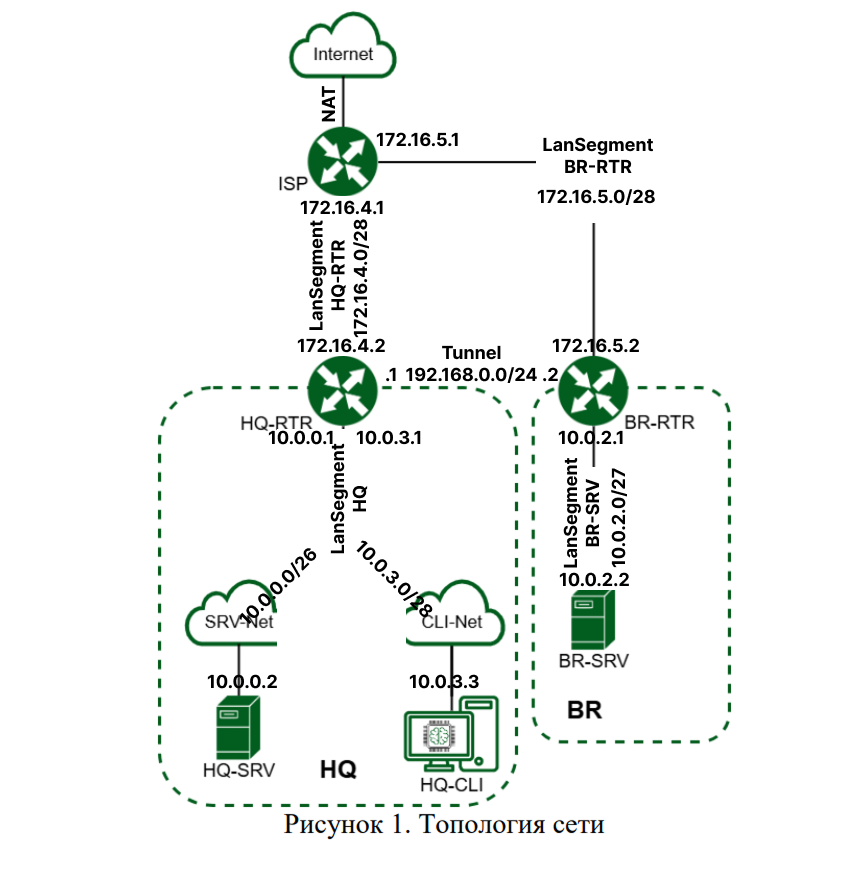 Internet
NAT
172.16.5.1
LanSegment
BR-RTR
172.16.5.0/28
ISP
172.16.4.1
LanSegment
HQ-RTR
172.16.4.0/28
172.16.4.2
Tunnel
.1 192.168.0.0/24 .2
172.16.5.2
HQ-RTR
BR-RTR
10.0.0.1
10.0.3.1
10.0.2.1
LanSegment
HQ
LanSegment
BR-SRV
10.0.2.0/27
10.0.0.0/26
10.0.3.0/28
10.0.2.2
SRV-Net
CLI-Net
BR-SRV
10.0.0.2
10.0.3.3
BR
HQ-SRV
HQ
HQ-CLI
Рисунок 1. Топология сети